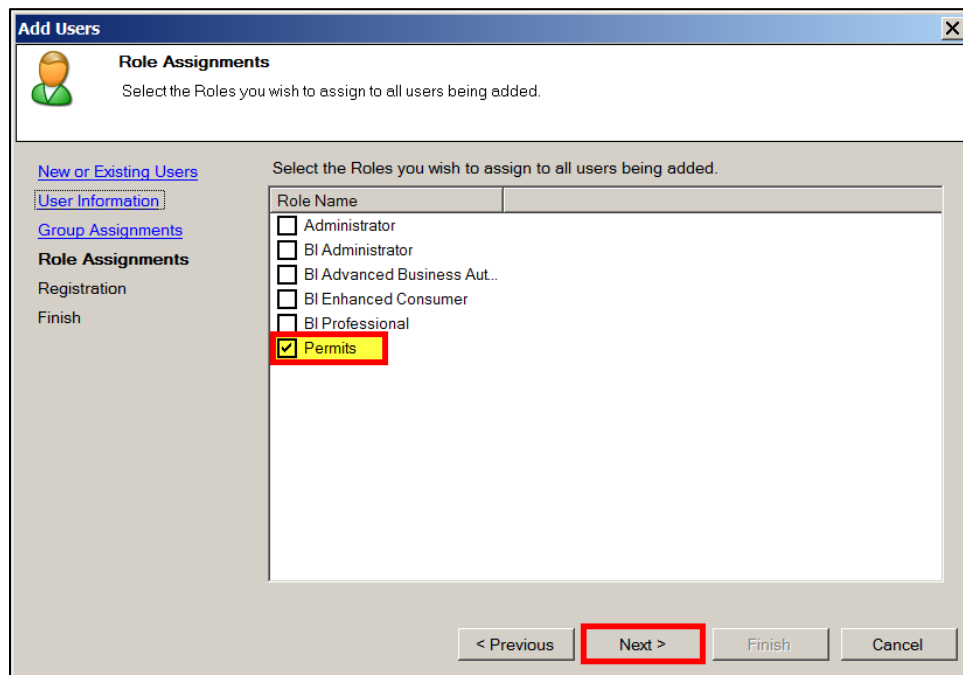 Add Users
Role Assignments
Select the Roles you wish to assign to all users being added.
New or Existing Users
User Information
Group Assignments
Role Assignments
Registration
Finish
Select the Roles you wish to assign to all users being added.
Role Name
Administrator
BI Administrator
BI Advanced Business Aut...
BI Enhanced Consumer
BI Professional
Permits
< Previous
Next >
Finish
Cancel